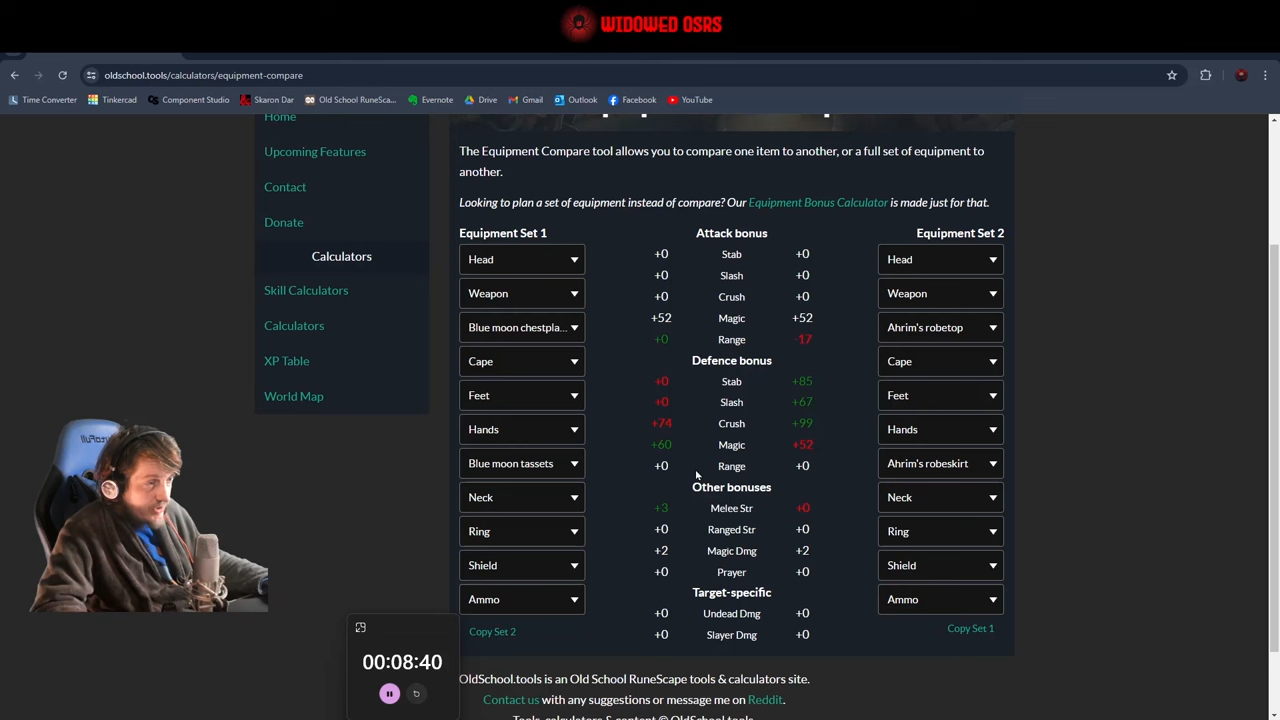 WIDOWED OSRS
oldschool.tools/calculators/equipment-compare
Time Converter
Tinkercad
Component Studio
Skaron Dar
Old School RuneSca...
Evernote
Drive
Gmail
Outlook
Facebook
YouTube
Home
Upcoming Features
Contact
Donate
Calculators
Skill Calculators
Calculators
XP Table
World Map
The Equipment Compare tool allows you to compare one item to another, or a full set of equipment to
another.
Looking to plan a set of equipment instead of compare? Our Equipment Bonus Calculator is made just for that.
Equipment Set 1 Attack bonus Equipment Set 2
Head +0 Stab +0 Head
+0 Slash +0
Weapon +0 Crush +0 Weapon
Blue moon chestpla... +52 Magic +52 Ahrim's robetop
+0 Range -17
Cape Defence bonus Cape
+0 Stab +85
Feet +0 Slash +67 Feet
Hands +74 Crush +99 Hands
+60 Magic +52
Blue moon tassets +0 Range +0 Ahrim's robeskirt
Neck Other bonuses Neck
+3 Melee Str +0
Ring +0 Ranged Str +0 Ring
+2 Magic Dmg +2
Shield +0 Prayer +0 Shield
Ammo Target-specific Ammo
+0 Undead Dmg +0
Copy Set 2 +0 Slayer Dmg +0 Copy Set 1
00:08:40
OldSchool.tools is an Old School RuneScape tools & calculators site.
Contact us with any suggestions or message me on Reddit.
Tools, calculators & content © OldSchool.tools